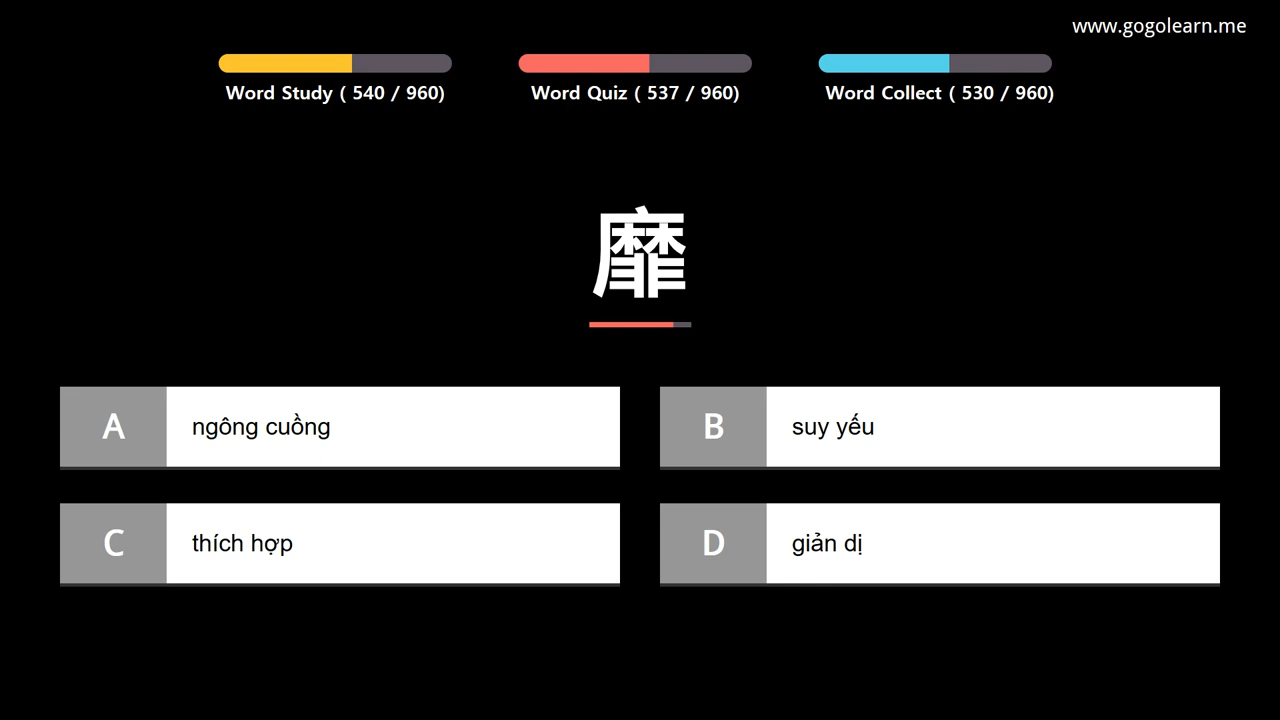 www.gogolearn.me
Word Study ( 540 / 960)
Word Quiz ( 537 / 960)
Word Collect ( 530 / 960)
靡
A ngông cuồng
B suy yếu
C thích hợp
D giản dị